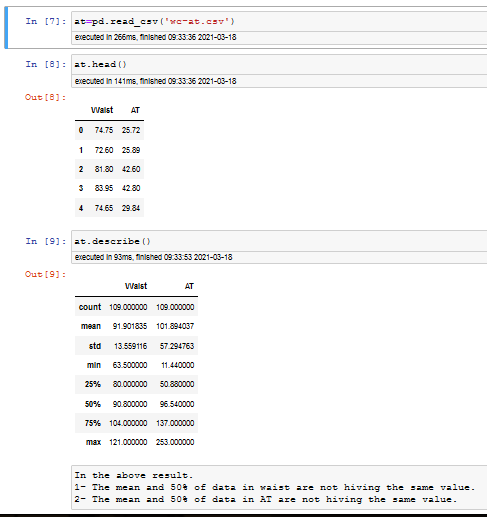 In [7]: at=pd.read_csv('wc-at.csv')
executed in 266ms, finished 09:33:36 2021-03-18
In [8]: at.head()
executed in 141ms, finished 09:33:36 2021-03-18
Out[8]:
Waist AT
0 74.75 25.72
1 72.60 25.89
2 81.80 42.60
3 83.95 42.80
4 74.65 29.84
In [9]: at.describe()
executed in 93ms, finished 09:33:53 2021-03-18
Out[9]:
Waist AT
count 109.000000 109.000000
mean 91.901835 101.894037
std 13.559116 57.294763
min 63.500000 11.440000
25% 80.000000 50.880000
50% 90.800000 96.540000
75% 104.000000 137.000000
max 121.000000 253.000000
In the above result.
1- The mean and 50% of data in waist are not hiving the same value.
2- The mean and 50% of data in AT are not hiving the same value.